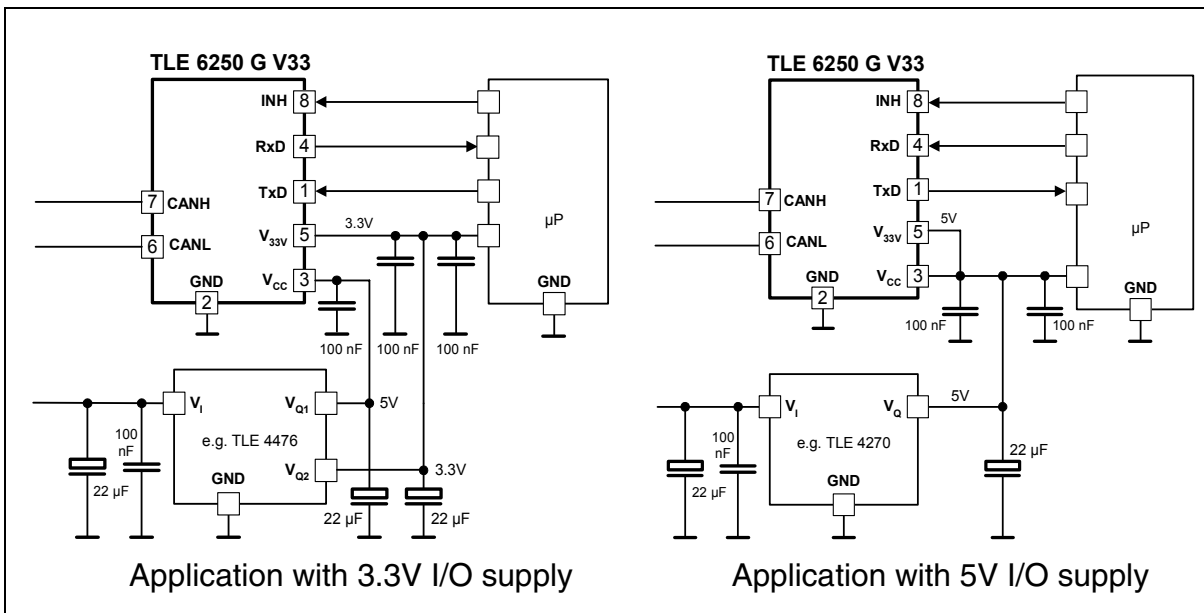 TLE 6250 G V33
INH
8
RxD
4
TxD
1
7
CANH
V33V
5
3.3V
µP
6
CANL
GND
VCC
3
2
GND
100 nF
100 nF
100 nF
VI
VQ1
5V
100
nF
e.g. TLE 4476
22 µF
GND
VQ2
3.3V
22 µF
22 µF
Application with 3.3V I/O supply
TLE 6250 G V33
INH
8
RxD
4
TxD
1
7
CANH
5V
V33V
5
µP
6
CANL
GND
VCC
3
2
GND
100 nF
100 nF
VI
VQ
5V
100
nF
e.g. TLE 4270
22 µF
22 µF
GND
Application with 5V I/O supply